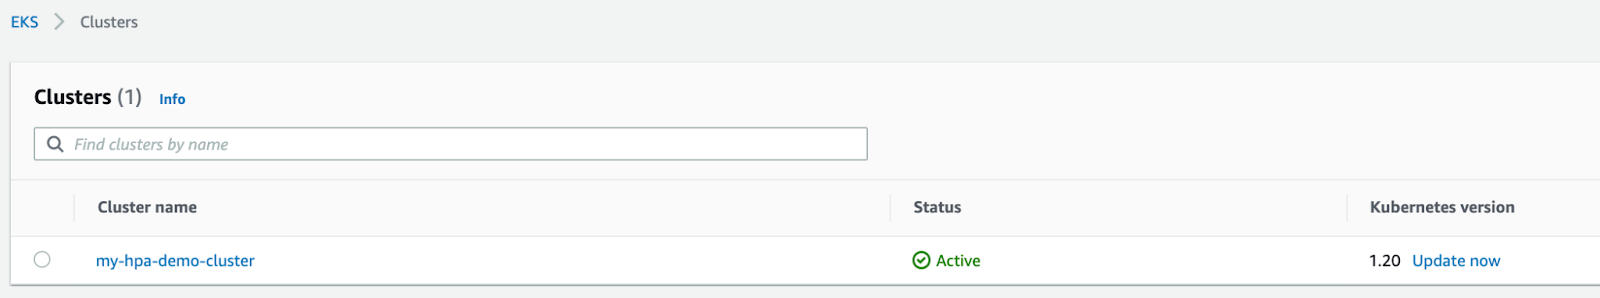 EKS > Clusters
Clusters (1) Info
Find clusters by name
Cluster name Status Kubernetes version
my-hpa-demo-cluster Active 1.20 Update now